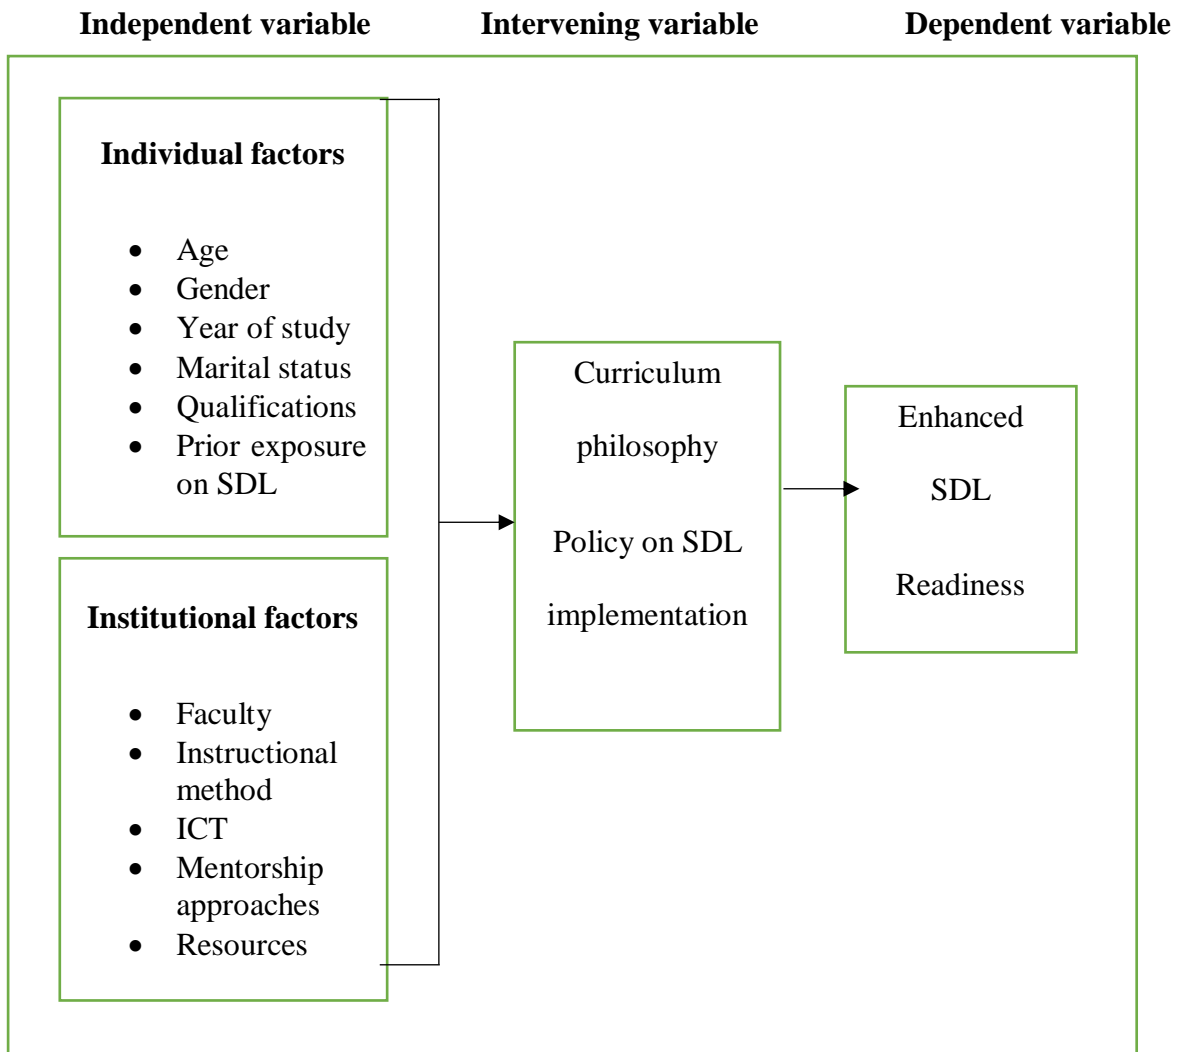 Independent variable
Intervening variable
Dependent variable
Individual factors
• Age
• Gender
• Year of study
• Marital status
• Qualifications
• Prior exposure
on SDL
Institutional factors
• Faculty
• Instructional
method
• ICT
• Mentorship
approaches
• Resources
Curriculum
philosophy
Policy on SDL
implementation
Enhanced
SDL
Readiness